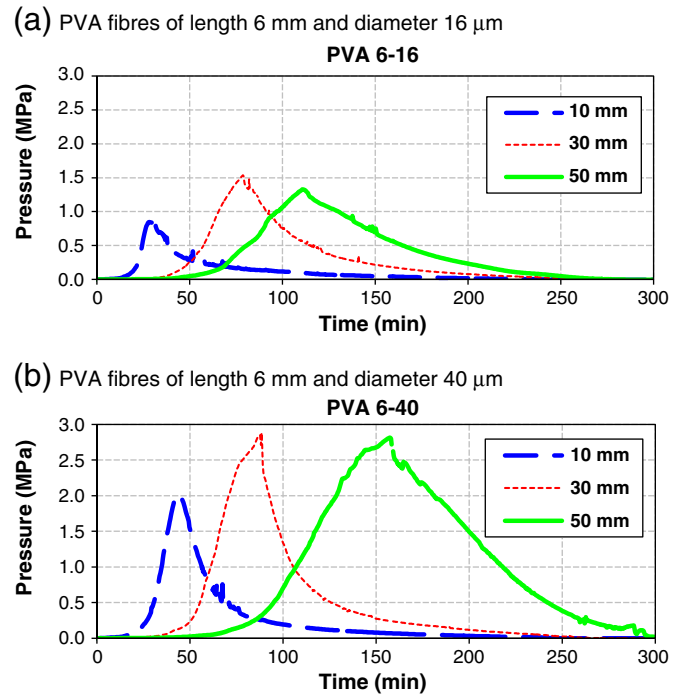 (a) PVA fibres of length 6 mm and diameter 16 μm
PVA 6-16
Pressure (MPa)
3.0
2.5
2.0
1.5
1.0
0.5
0.0
10 mm
30 mm
50 mm
0 50 100 150 200 250 300
Time (min)
(b) PVA fibres of length 6 mm and diameter 40 μm
PVA 6-40
Pressure (MPa)
3.0
2.5
2.0
1.5
1.0
0.5
0.0
10 mm
30 mm
50 mm
0 50 100 150 200 250 300
Time (min)